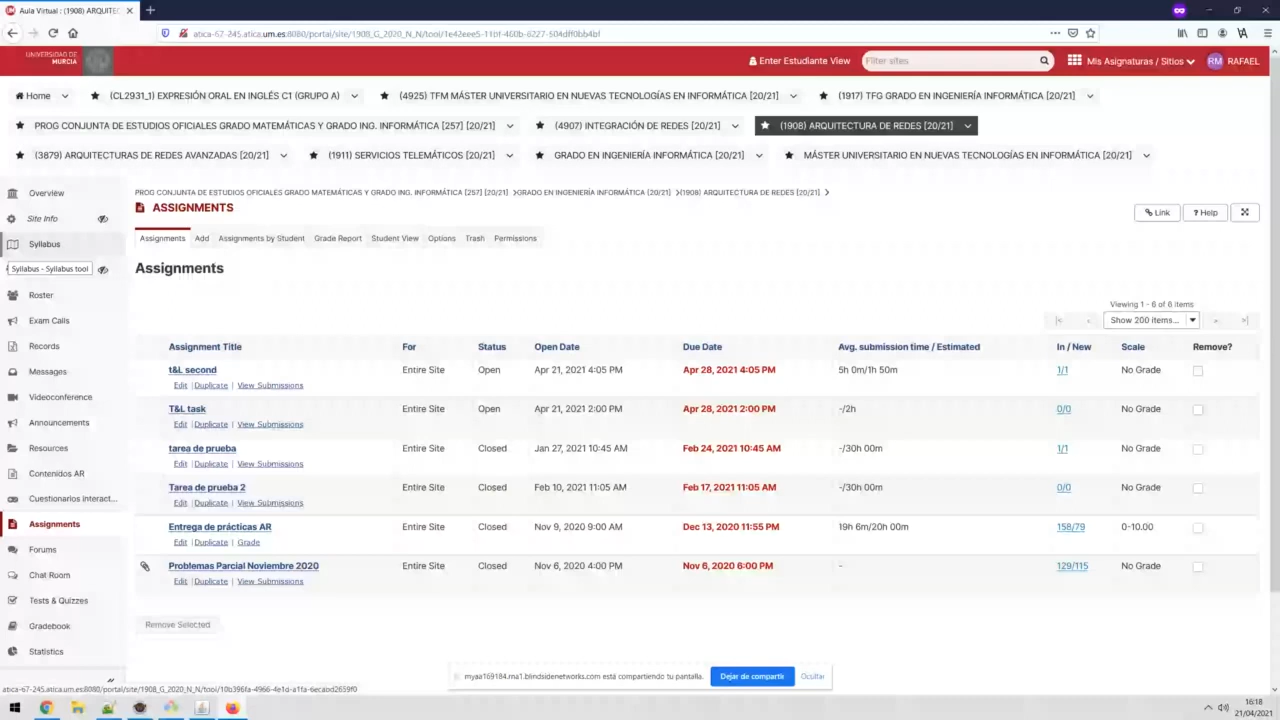 Aula Virtual : (1908) ARQUITEC
UNIVERSIDAD DE MURCIA
Enter Estudiante View
Filter sites
Mis Asignaturas / Sitios
RM RAFAEL
Home
(CL2931_1) EXPRESIÓN ORAL EN INGLÉS C1 (GRUPO A)
(4925) TFM MÁSTER UNIVERSITARIO EN NUEVAS TECNOLOGÍAS EN INFORMÁTICA [20/21]
(1917) TFG GRADO EN INGENIERÍA INFORMÁTICA [20/21]
PROG CONJUNTA DE ESTUDIOS OFICIALES GRADO MATEMÁTICAS Y GRADO ING. INFORMÁTICA [257] [20/21]
(4907) INTEGRACIÓN DE REDES [20/21]
(1908) ARQUITECTURA DE REDES [20/21]
(3879) ARQUITECTURAS DE REDES AVANZADAS [20/21]
(1911) SERVICIOS TELEMÁTICOS [20/21]
GRADO EN INGENIERÍA INFORMÁTICA [20/21]
MÁSTER UNIVERSITARIO EN NUEVAS TECNOLOGÍAS EN INFORMÁTICA [20/21]
Overview
Site Info
Syllabus
Syllabus - Syllabus tool
Roster
Exam Calls
Records
Messages
Videoconference
Announcements
Resources
Contenidos AR
Cuestionarios interact...
Assignments
Forums
Chat Room
Tests & Quizzes
Gradebook
Statistics
PROG CONJUNTA DE ESTUDIOS OFICIALES GRADO MATEMÁTICAS Y GRADO ING. INFORMÁTICA [257] [20/21] > GRADO EN INGENIERÍA INFORMÁTICA [20/21] > (1908) ARQUITECTURA DE REDES [20/21] >
ASSIGNMENTS
Link
? Help
Assignments Add Assignments by Student Grade Report Student View Options Trash Permissions
Assignments
Viewing 1 - 6 of 6 items
Show 200 items...
Assignment Title For Status Open Date Due Date Avg. submission time / Estimated In / New Scale Remove?
t&L second Entire Site Open Apr 21, 2021 4:05 PM Apr 28, 2021 4:05 PM 5h 0m/1h 50m 1/1 No Grade
Edit | Duplicate | View Submissions
T&L task Entire Site Open Apr 21, 2021 2:00 PM Apr 28, 2021 2:00 PM -/2h 0/0 No Grade
Edit | Duplicate | View Submissions
tarea de prueba Entire Site Closed Jan 27, 2021 10:45 AM Feb 24, 2021 10:45 AM -/30h 00m 1/1 No Grade
Edit | Duplicate | View Submissions
Tarea de prueba 2 Entire Site Closed Feb 10, 2021 11:05 AM Feb 17, 2021 11:05 AM -/30h 00m 0/0 No Grade
Edit | Duplicate | View Submissions
Entrega de prácticas AR Entire Site Closed Nov 9, 2020 9:00 AM Dec 13, 2020 11:55 PM 19h 6m/20h 00m 158/79 0-10.00
Edit | Duplicate | Grade
Problemas Parcial Noviembre 2020 Entire Site Closed Nov 6, 2020 4:00 PM Nov 6, 2020 6:00 PM - 129/115 No Grade
Edit | Duplicate | View Submissions
Remove Selected
myaa169184.rna1.blindsidenetworks.com está compartiendo tu pantalla.
Dejar de compartir
Ocultar
16:18
21/04/2021